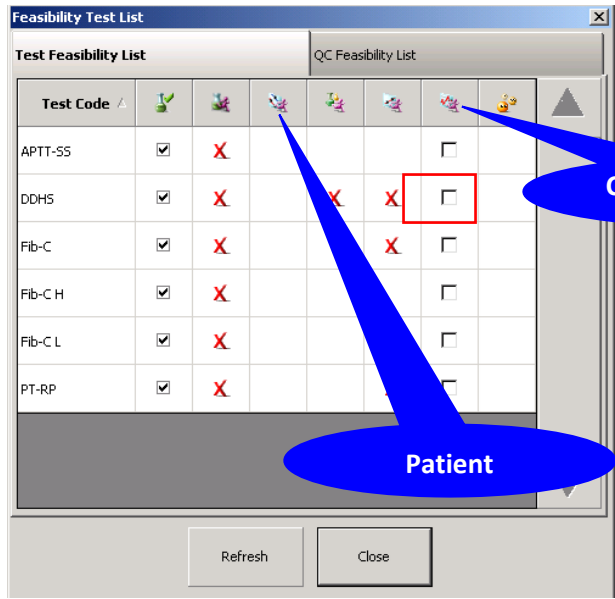 Feasibility Test List
Test Feasibility List
QC Feasibility List
Test Code
APTT-SS
DDHS
Fib-C
Fib-C H
Fib-C L
PT-RP
Patient
Refresh
Close